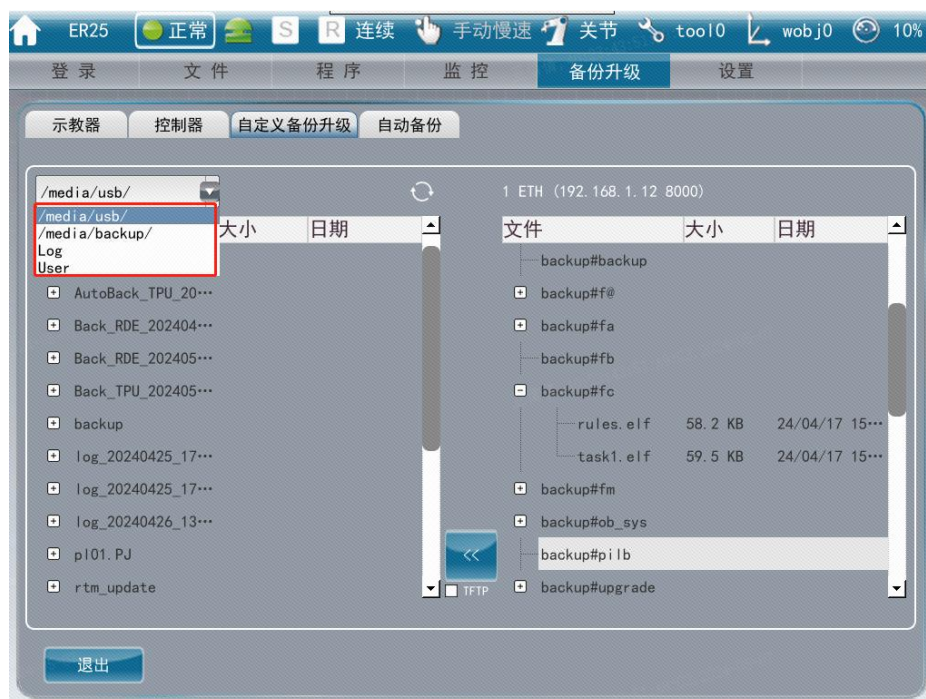 ER25 正常 S R 连续 手动慢速 关节 tool0 wobj0 10%
登录 文件 程序 监控 备份升级 设置
示教器 控制器 自定义备份升级 自动备份
/media/usb/ 1 ETH (192.168.1.12 8000)
/media/usb/
/media/backup/
Log
User
大小 日期
AutoBack_TPU_20···
Back_RDE_202404···
Back_RDE_202405···
Back_TPU_202405···
backup
log_20240425_17···
log_20240425_17···
log_20240426_13···
pl01.PJ
rtm_update
<<
TFTP
文件 大小 日期
backup#backup
backup#f@
backup#fa
backup#fb
backup#fc
rules.elf 58.2 KB 24/04/17 15···
task1.elf 59.5 KB 24/04/17 15···
backup#fm
backup#ob_sys
backup#pilb
backup#upgrade
退出